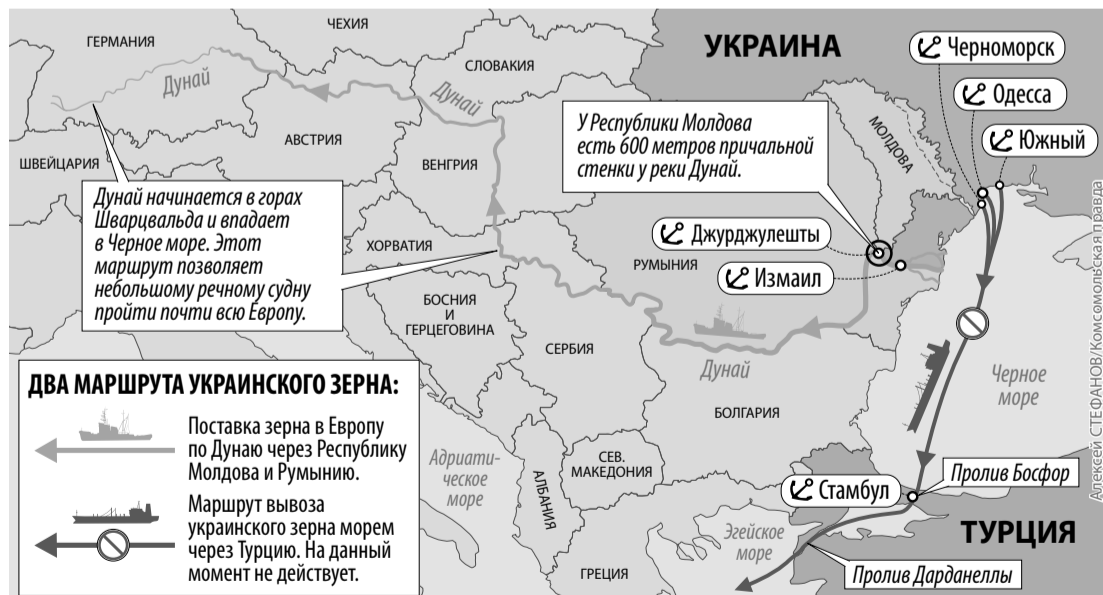 ГЕРМАНИЯ
ЧЕХИЯ
СЛОВАКИЯ
УКРАИНА
Черноморск
Одесса
Южный
Дунай
Дунай
АВСТРИЯ
ШВЕЙЦАРИЯ
ВЕНГРИЯ
МОЛДОВА
У Республики Молдова
есть 600 метров причальной
стенки у реки Дунай.
Дунай начинается в горах
Шварцвальда и впадает
в Черное море. Этот
маршрут позволяет
небольшому речному судну
пройти почти всю Европу.
ХОРВАТИЯ
Джурджулешты
РУМЫНИЯ
Измаил
БОСНИЯ
И
ГЕРЦЕГОВИНА
СЕРБИЯ
Дунай
БОЛГАРИЯ
Черное
море
ДВА МАРШРУТА УКРАИНСКОГО ЗЕРНА:
Поставка зерна в Европу
по Дунаю через Республику
Молдова и Румынию.
Маршрут вывоза
украинского зерна морем
через Турцию. На данный
момент не действует.
Адриати-
ческое
море
АЛБАНИЯ
СЕВ.
МАКЕДОНИЯ
Стамбул
Пролив Босфор
ТУРЦИЯ
Эгейское
море
ГРЕЦИЯ
Пролив Дарданеллы
Алексей СТЕФАНОВ/Комсомольская правда